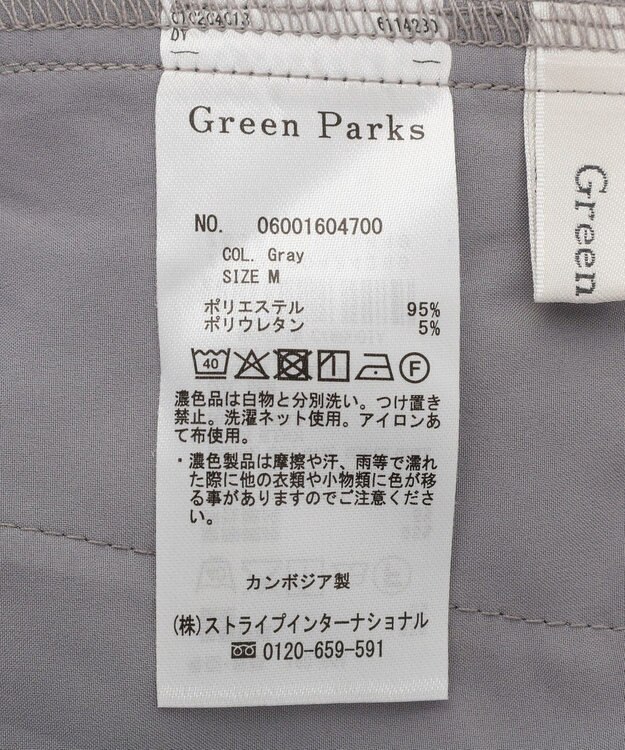 DY
Green Parks
NO. 06001604700
COL. Gray
SIZE M
ポリエステル 95%
ポリウレタン 5%
40 F
濃色品は白物と分別洗い。つけ置き
禁止。洗濯ネット使用。アイロンあ
て布使用。
・濃色製品は摩擦や汗、雨等で濡れ
た際に他の衣類や小物類に色が移
る事がありますのでご注意くださ
い。
カンボジア製
(株)ストライプインターナショナル
0120-659-591
Green